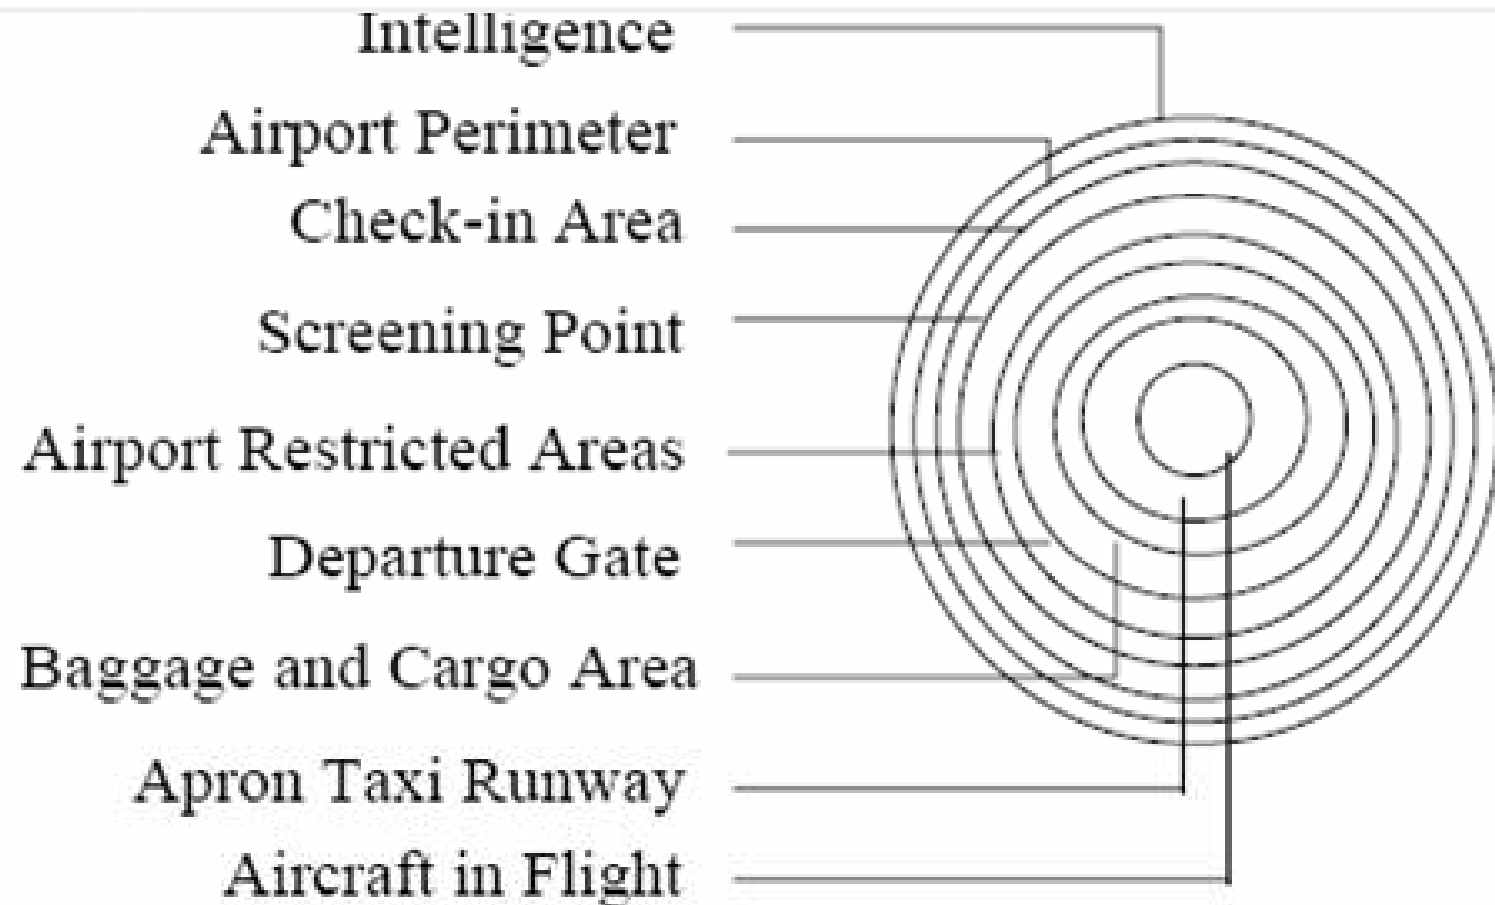 Intelligence
Airport Perimeter
Check-in Area
Screening Point
Airport Restricted Areas
Departure Gate
Baggage and Cargo Area
Apron Taxi Runway
Aircraft in Flight